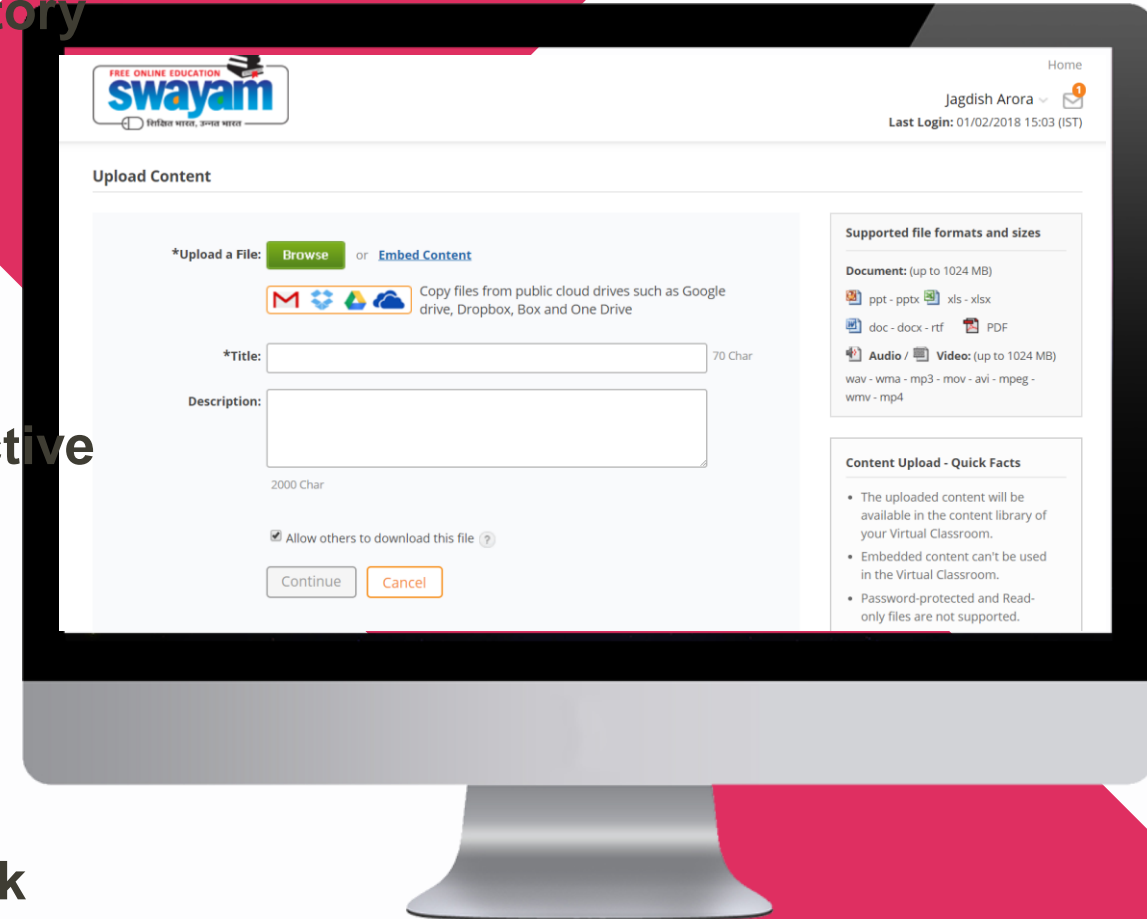 tory
FREE ONLINE EDUCATION
swayam
शिक्षित भारत, उन्नत भारत
Home
Jagdish Arora
1
Last Login: 01/02/2018 15:03 (IST)
Upload Content
*Upload a File:
Browse
or
Embed Content
Copy files from public cloud drives such as Google
drive, Dropbox, Box and One Drive
*Title:
70 Char
Description:
2000 Char
Allow others to download this file ?
Continue
Cancel
Supported file formats and sizes
Document: (up to 1024 MB)
ppt - pptx xls - xlsx
doc - docx - rtf PDF
Audio / Video: (up to 1024 MB)
wav - wma - mp3 - mov - avi - mpeg -
wmv - mp4
Content Upload - Quick Facts
• The uploaded content will be
available in the content library of
your Virtual Classroom.
• Embedded content can't be used
in the Virtual Classroom.
• Password-protected and Read-
only files are not supported.
ctive
k